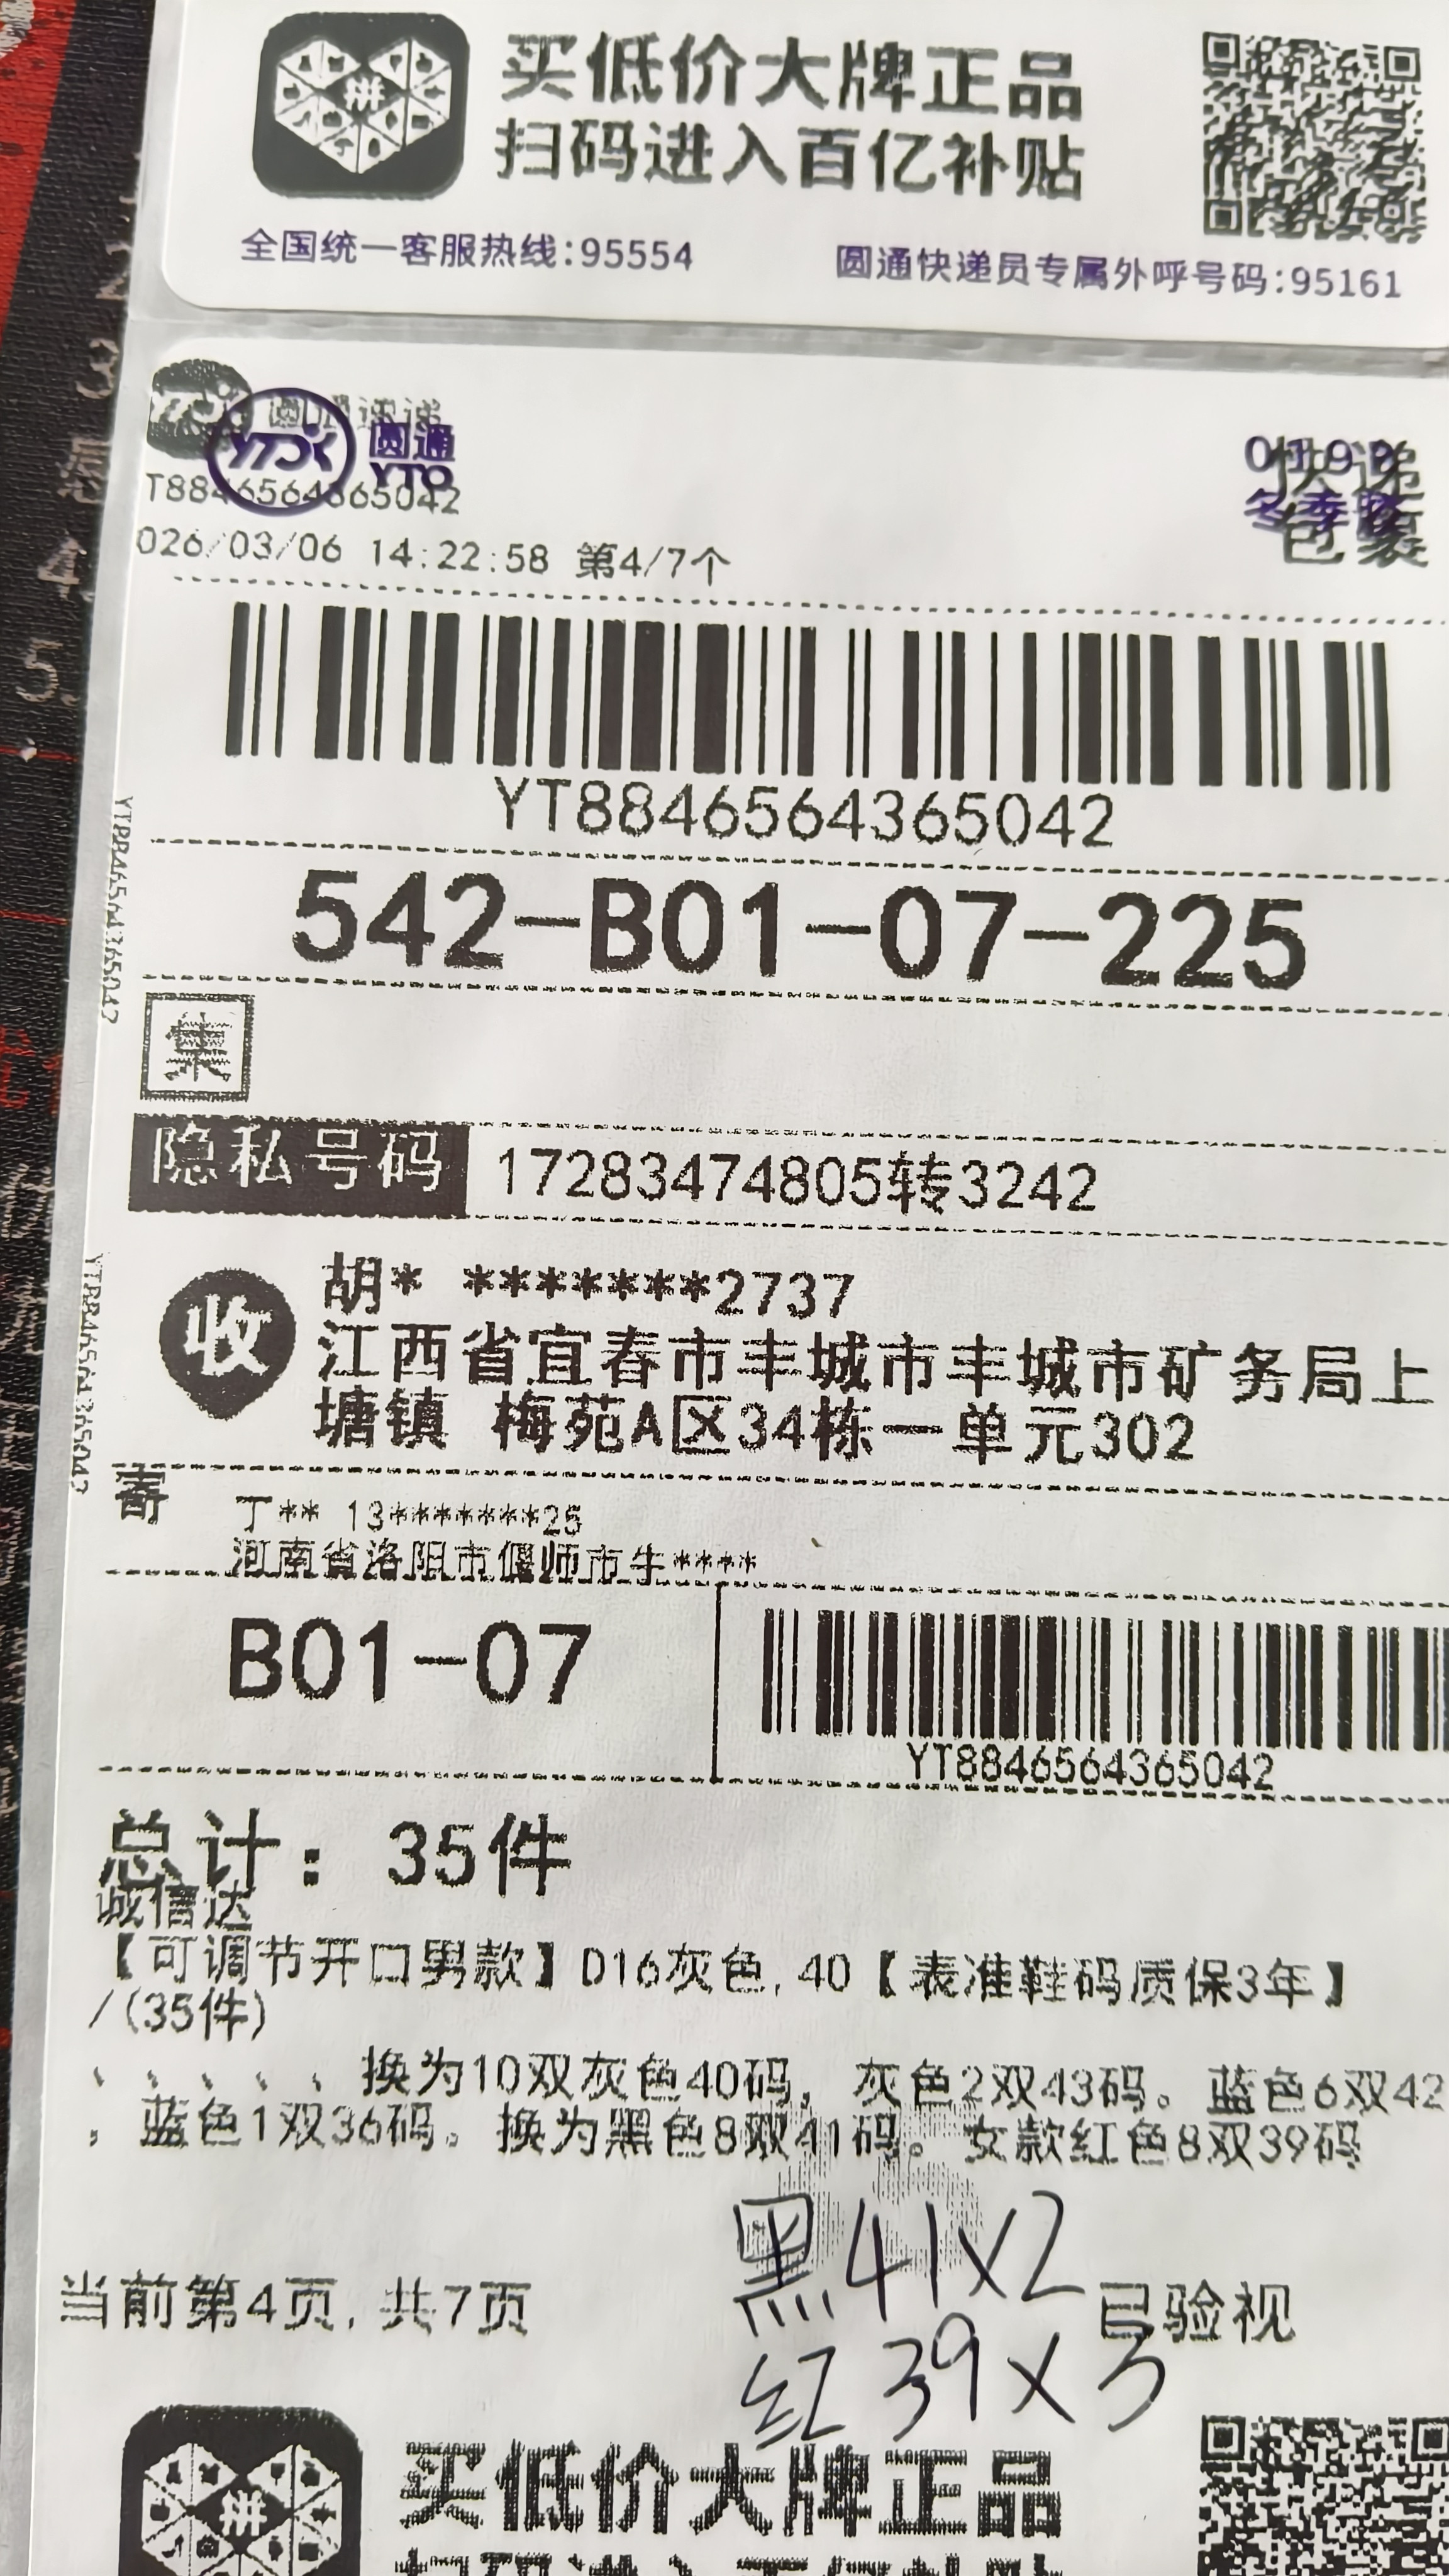 买低价大牌正品
扫码进入百亿补贴
全国统一客服热线:95554
圆通快递员专属外呼号码:95161
圆通速递
YTO 圆通
YTO
T8846564365042
快递
包裹
026/03/06 14:22:58 第4/7个
YT8846564365042
542-B01-07-225
集
隐私号码 17283474805转3242
收
胡* *******2737
江西省宜春市丰城市丰城市矿务局上
塘镇 梅苑A区34栋一单元302
寄
丁** 13*******25
河南省洛阳市偃师市牛****
B01-07
YT8846564365042
总计: 35件
诚信达
【可调节开口男款】D16灰色,40【表准鞋码质保3年】
/(35件)
、、、、、换为10双灰色40码, 灰色2双43码。蓝色6双42
, 蓝色1双36码。换为黑色8双41码。女款红色8双39码
黑41x2
当前第4页,共7页
已验视
红39x3
拼
买低价大牌正品